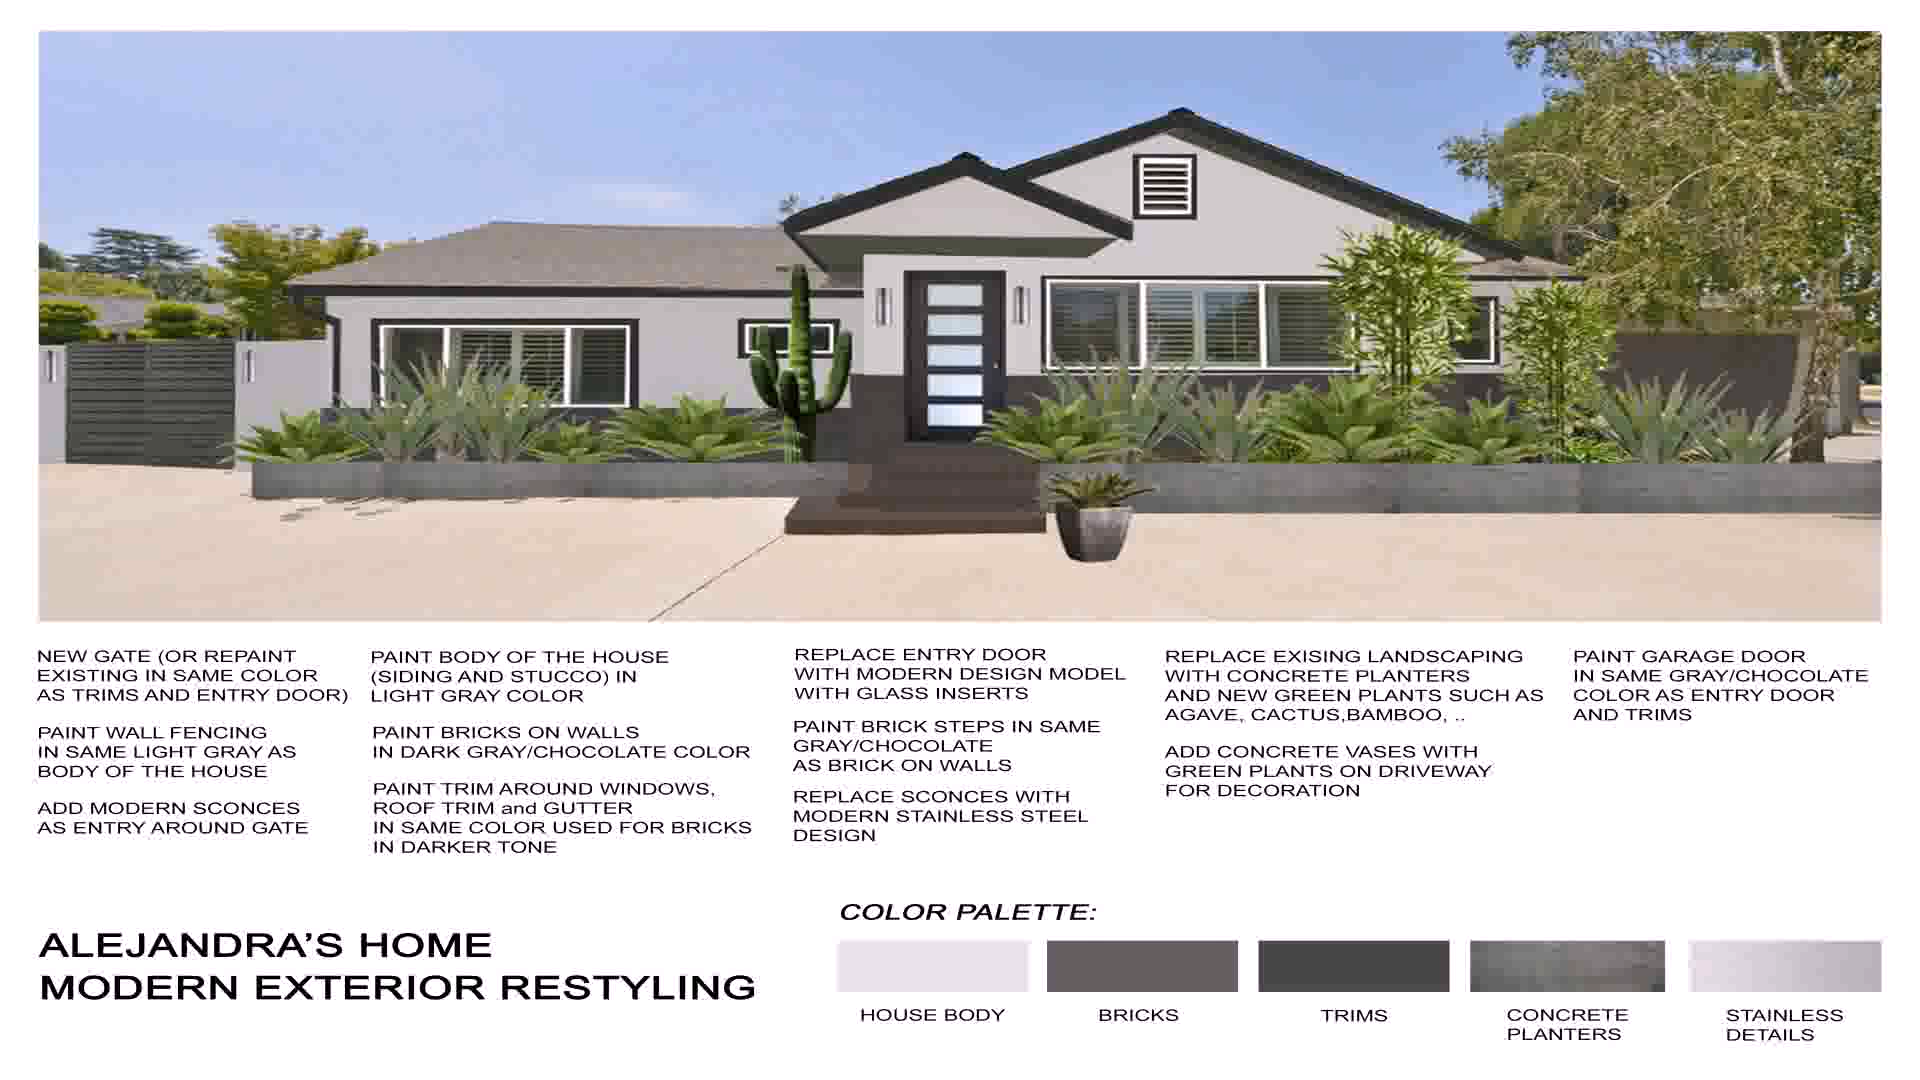 NEW GATE (OR REPAINT
EXISTING IN SAME COLOR
AS TRIMS AND ENTRY DOOR)
PAINT WALL FENCING
IN SAME LIGHT GRAY AS
BODY OF THE HOUSE
ADD MODERN SCONCES
AS ENTRY AROUND GATE
PAINT BODY OF THE HOUSE
(SIDING AND STUCCO) IN
LIGHT GRAY COLOR
PAINT BRICKS ON WALLS
IN DARK GRAY/CHOCOLATE COLOR
PAINT TRIM AROUND WINDOWS,
ROOF TRIM and GUTTER
IN SAME COLOR USED FOR BRICKS
IN DARKER TONE
REPLACE ENTRY DOOR
WITH MODERN DESIGN MODEL
WITH GLASS INSERTS
PAINT BRICK STEPS IN SAME
GRAY/CHOCOLATE
AS BRICK ON WALLS
REPLACE SCONCES WITH
MODERN STAINLESS STEEL
DESIGN
REPLACE EXISING LANDSCAPING
WITH CONCRETE PLANTERS
AND NEW GREEN PLANTS SUCH AS
AGAVE, CACTUS,BAMBOO, ..
ADD CONCRETE VASES WITH
GREEN PLANTS ON DRIVEWAY
FOR DECORATION
PAINT GARAGE DOOR
IN SAME GRAY/CHOCOLATE
COLOR AS ENTRY DOOR
AND TRIMS
ALEJANDRA'S HOME
MODERN EXTERIOR RESTYLING
COLOR PALETTE:
HOUSE BODY
BRICKS
TRIMS
CONCRETE
PLANTERS
STAINLESS
DETAILS